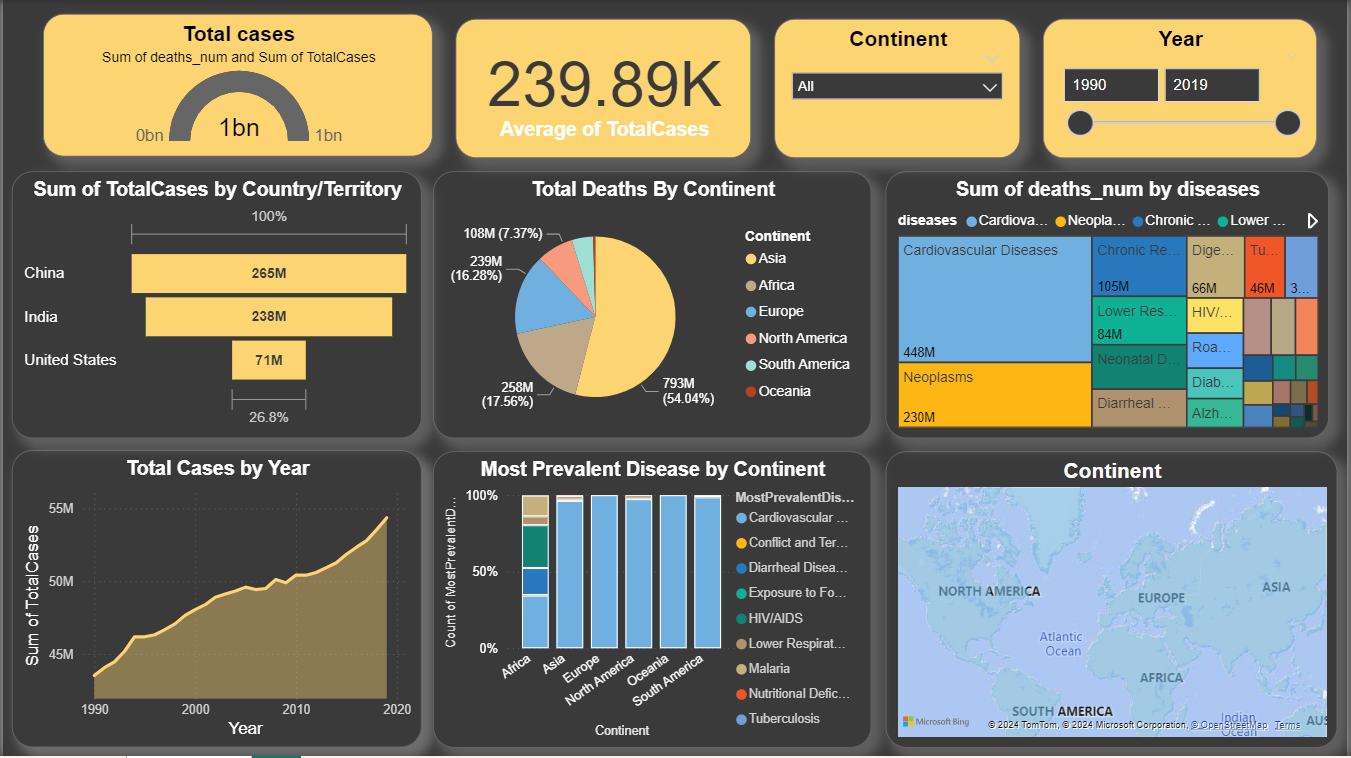 Total cases
Sum of deaths_num and Sum of TotalCases
0bn
1bn
1bn
239.89K
Average of TotalCases
Continent
All
Year
1990
2019
Sum of TotalCases by Country/Territory
100%
China
265M
India
238M
United States
71M
26.8%
Total Deaths By Continent
108M (7.37%)
239M
(16.28%)
258M
(17.56%)
793M
(54.04%)
Continent
Asia
Africa
Europe
North America
South America
Oceania
Sum of deaths_num by diseases
diseases
Cardiova...
Neopla...
Chronic ...
Lower ...
Cardiovascular Diseases
448M
Neoplasms
230M
Chronic Re...
105M
Lower Res...
84M
Neonatal D...
Diarrheal ...
Dige...
66M
Tu...
46M
3...
HIV/...
Roa...
Diab...
Alzh...
Total Cases by Year
Sum of TotalCases
55M
50M
45M
1990
2000
2010
2020
Year
Most Prevalent Disease by Continent
Count of MostPrevalentD...
100%
50%
0%
Africa
Asia
Europe
North America
Oceania
South America
Continent
MostPrevalentDis...
Cardiovascular ...
Conflict and Ter...
Diarrheal Disea...
Exposure to Fo...
HIV/AIDS
Lower Respirat...
Malaria
Nutritional Defic...
Tuberculosis
Continent
NORTH AMERICA
EUROPE
ASIA
Atlantic
Ocean
AFRICA
SOUTH AMERICA
Indian
Ocean
AUS
Microsoft Bing
© 2024 TomTom, © 2024 Microsoft Corporation, © OpenStreetMap Terms